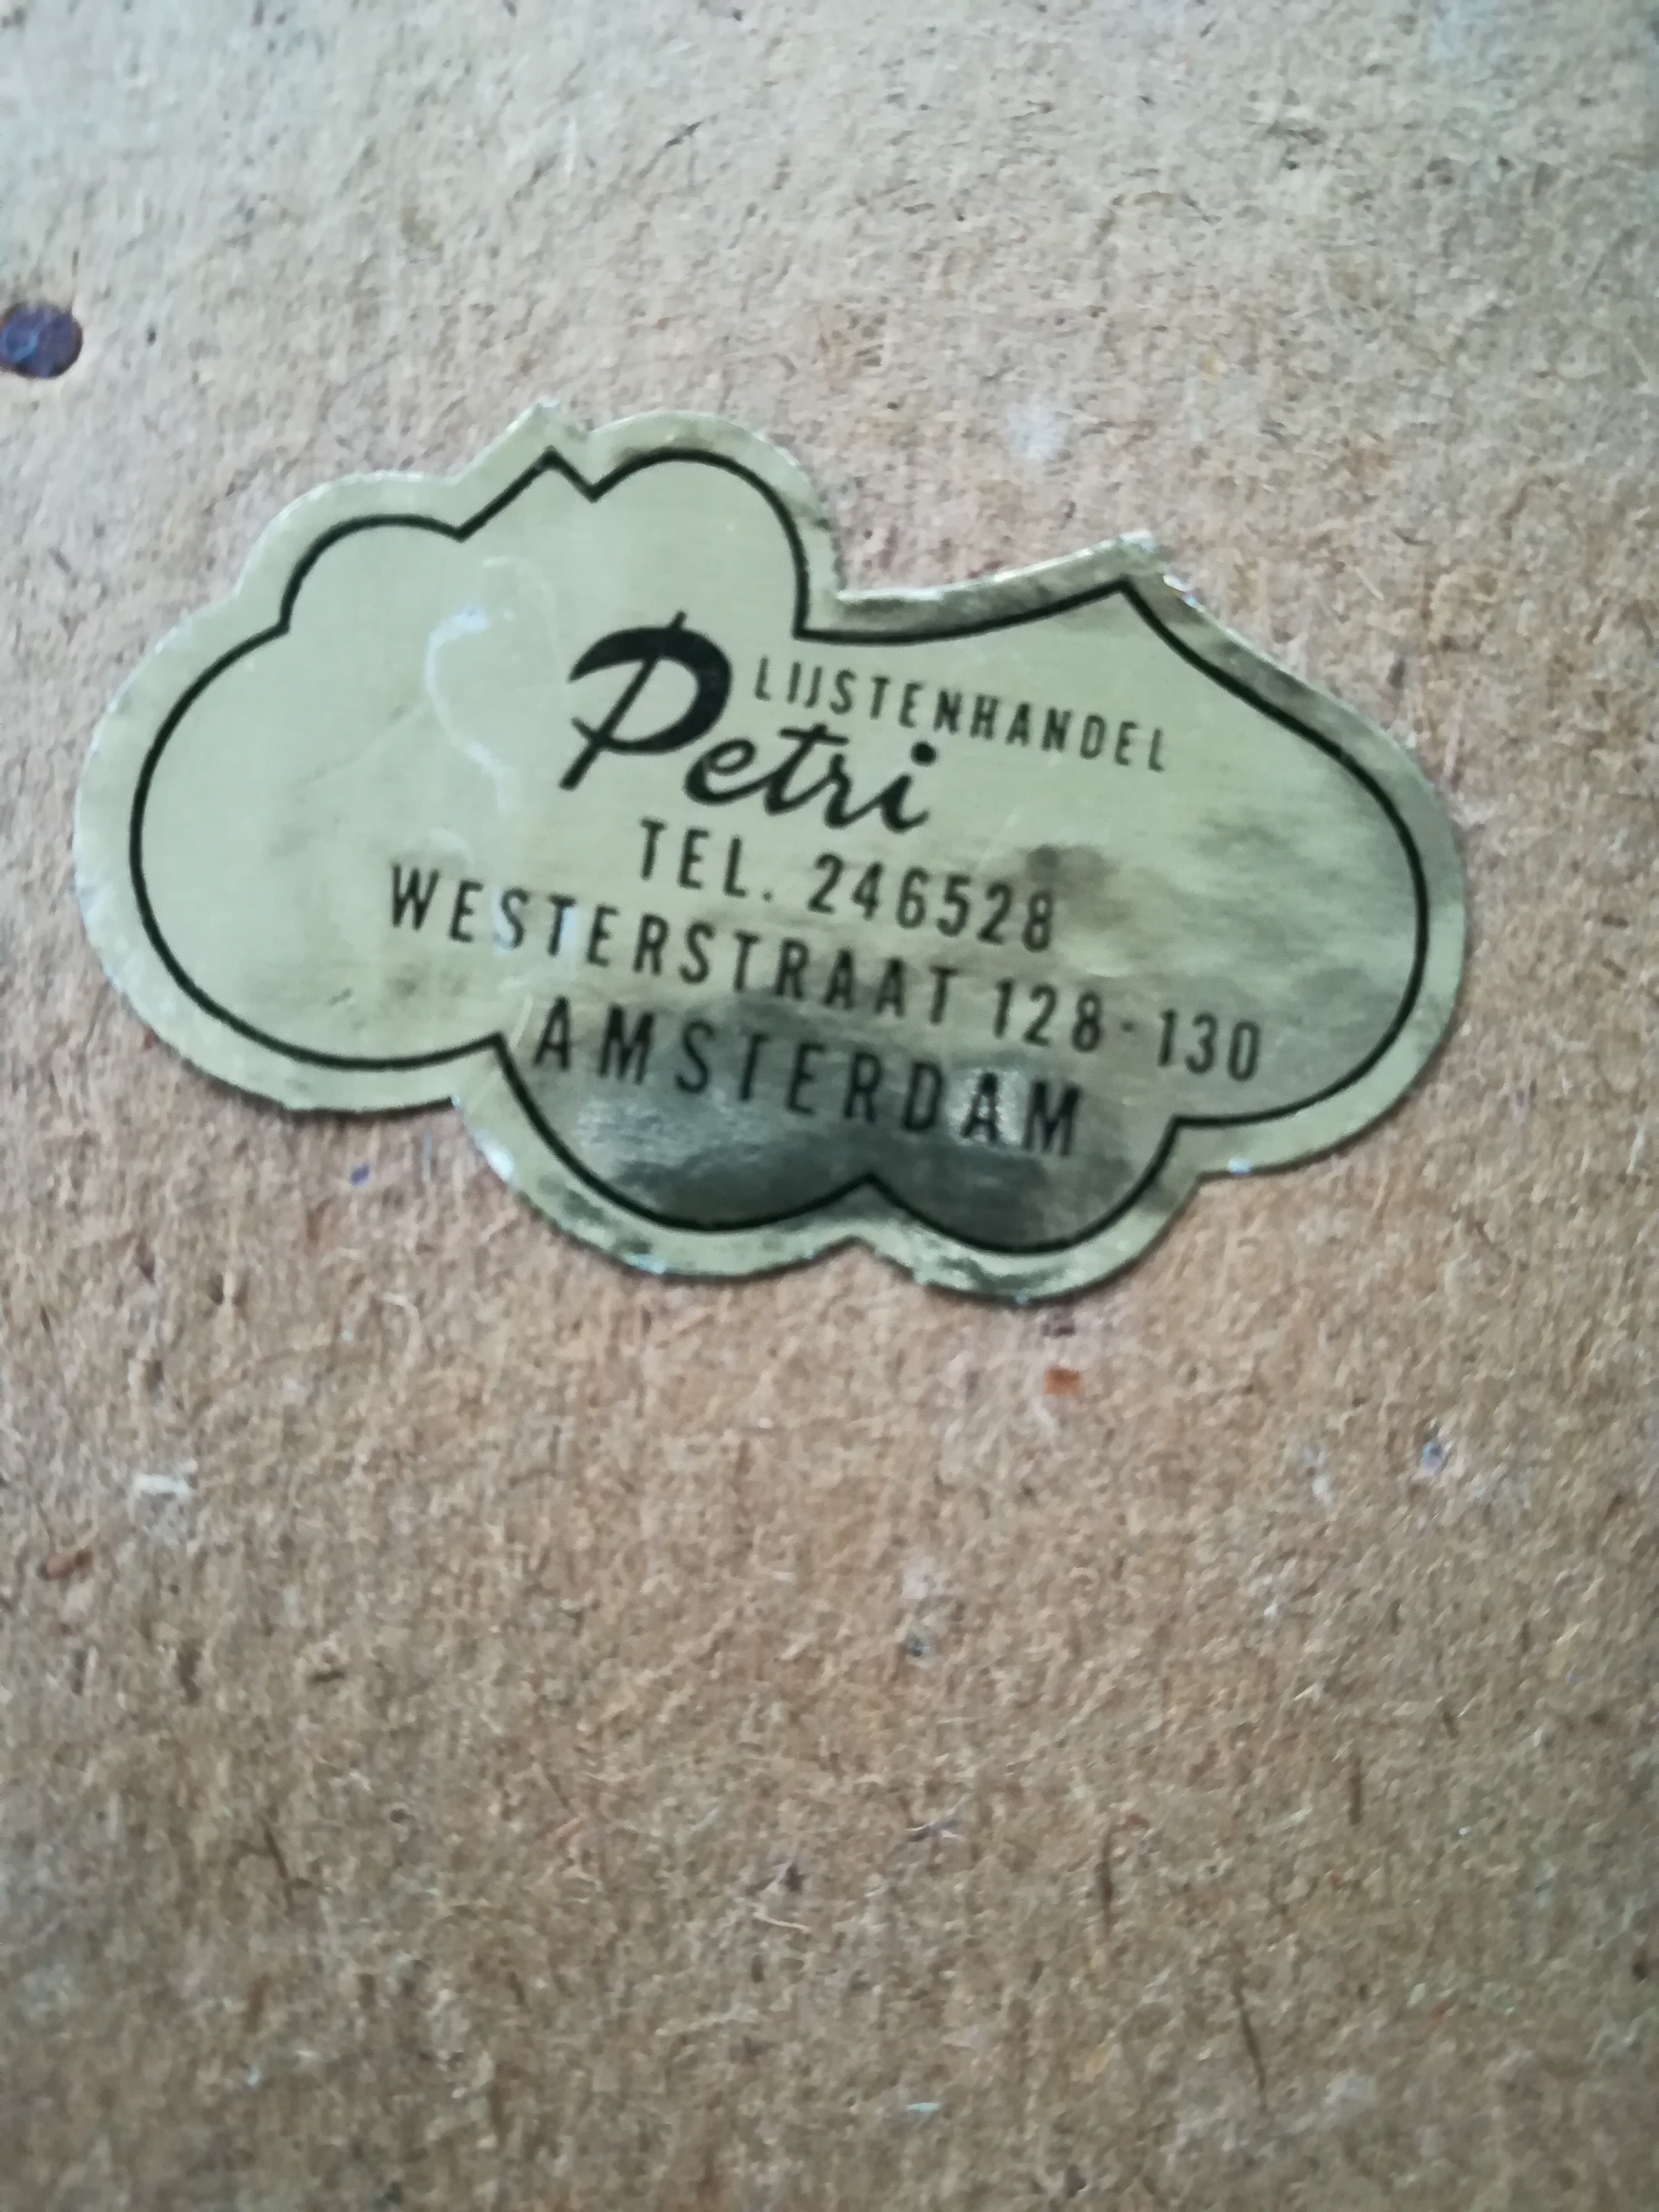 LIJSTENHANDEL
Petri
TEL. 246528
WESTERSTRAAT 128-130
AMSTERDAM